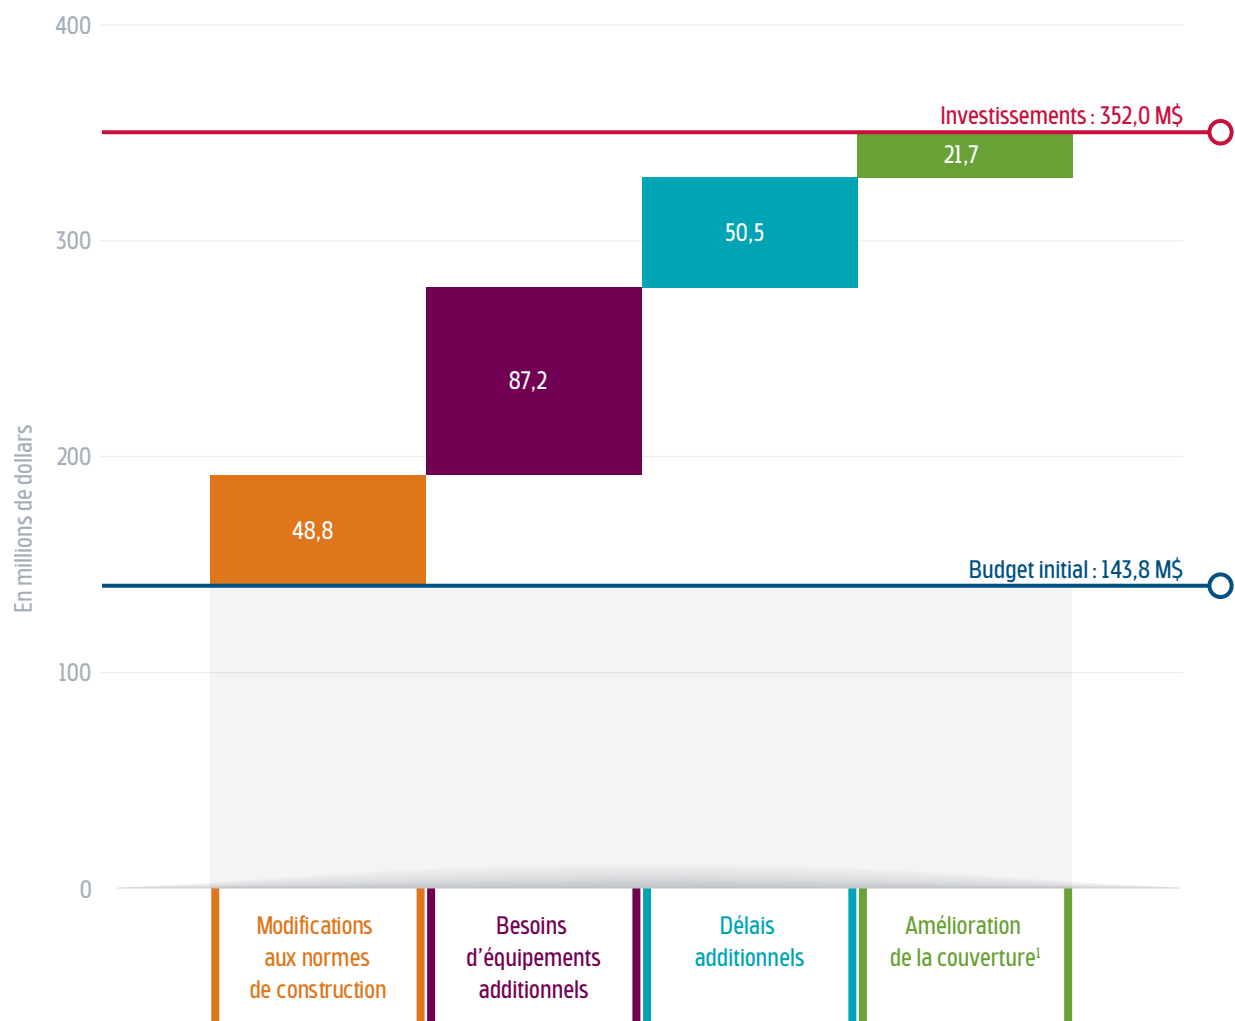 400
Investissements : 352,0 M$
21,7
300
50,5
87,2
200
48,8
En millions de dollars
Budget initial : 143,8 M$
100
0
Modifications
aux normes
de construction
Besoins
d’équipements
additionnels
Délais
additionnels
Amélioration
de la couverture¹